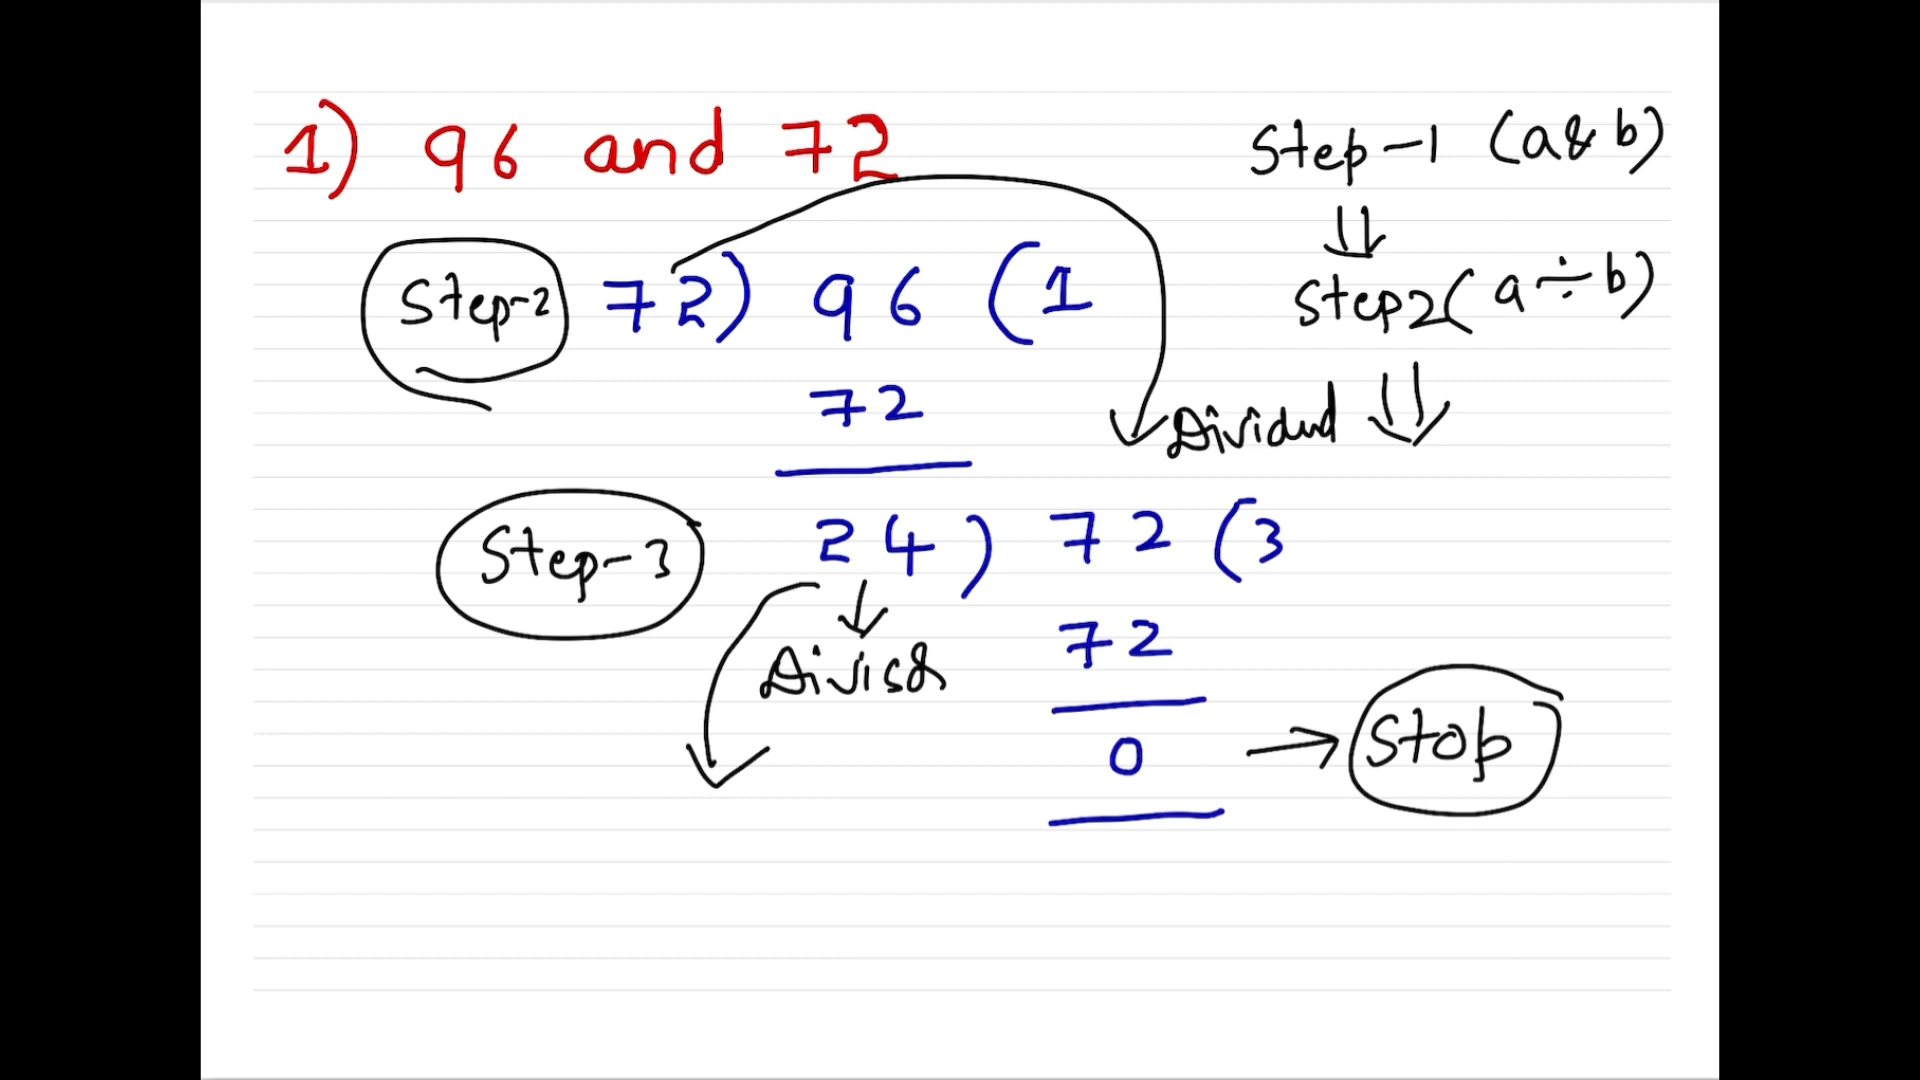 1) 96 and 72
Step-1 (a & b)
Step-2 72) 96 (1
Step2( a ÷ b)
72
Dividend
Step-3 24) 72 (3
Divisor
72
0 → Stop